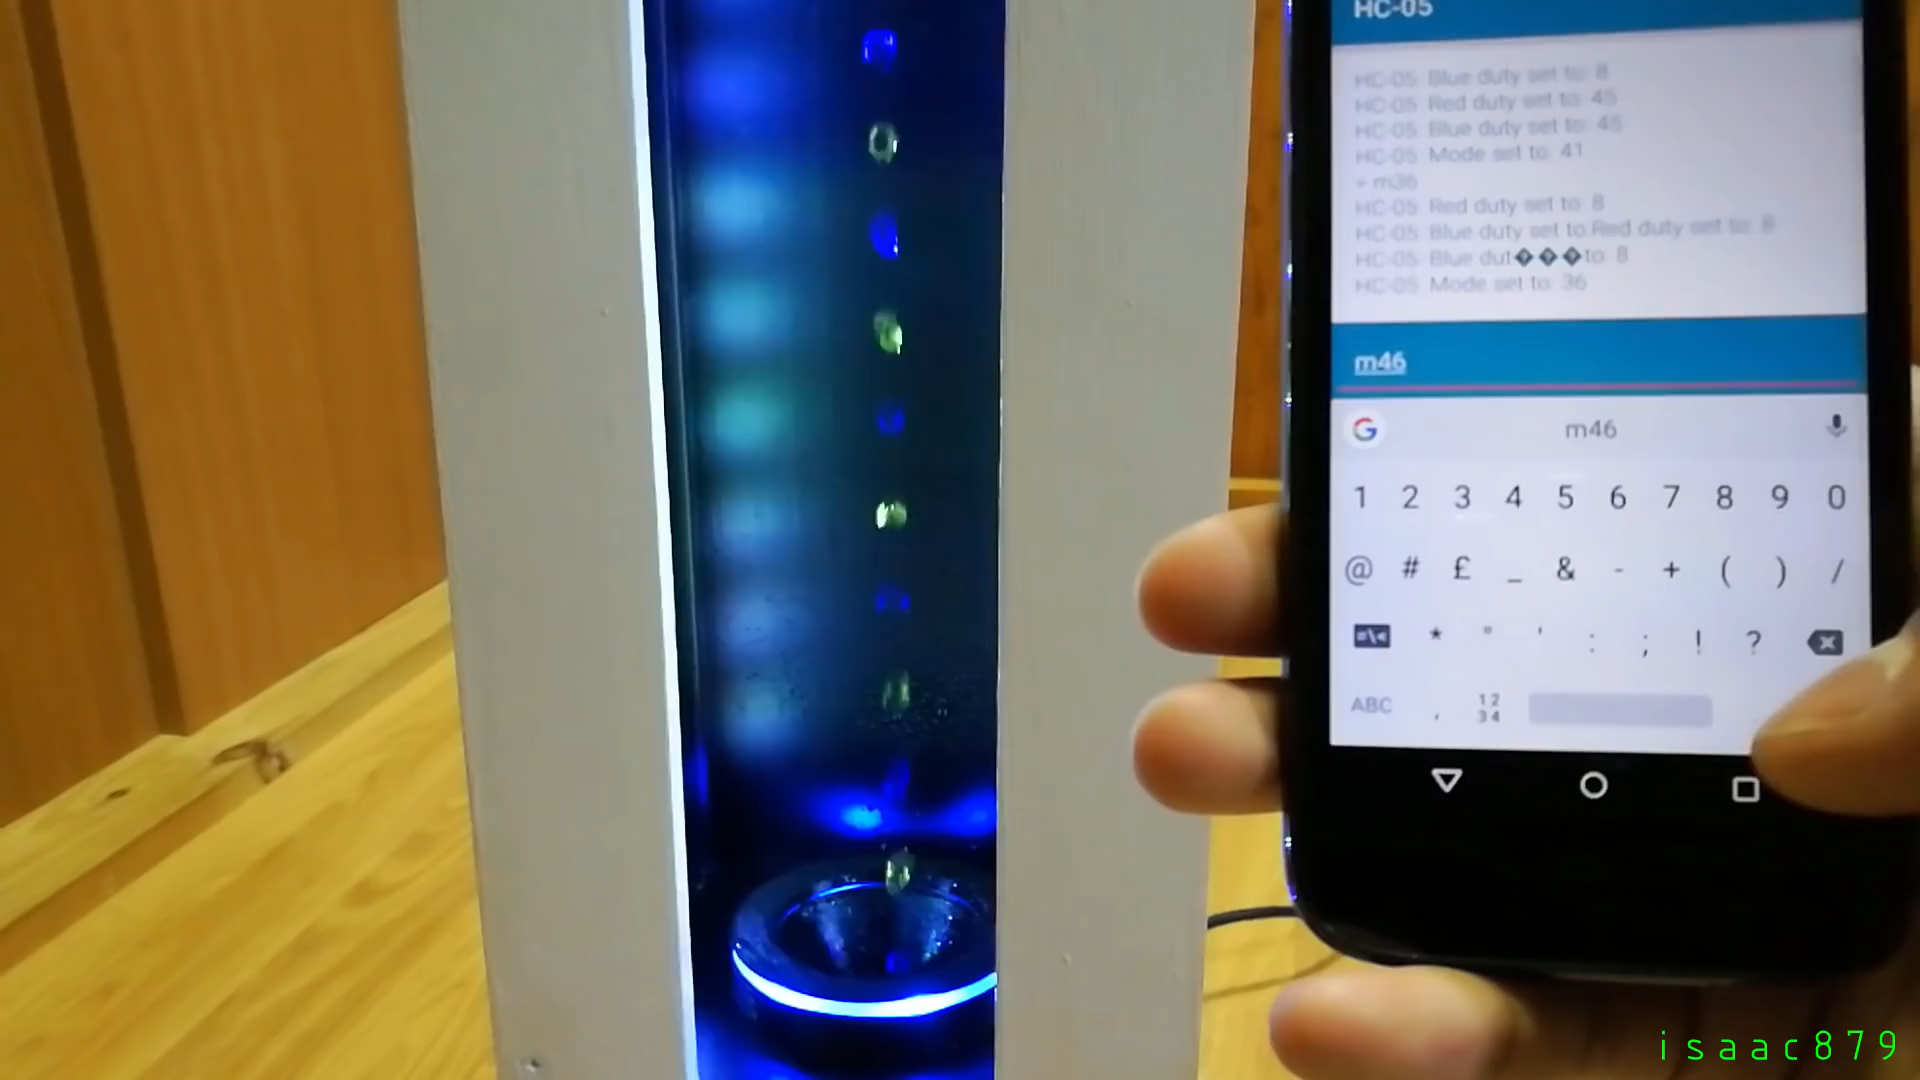 HC-05
HC-05 Blue duty set to: 8
HC-05 Red duty set to: 45
HC-05 Blue duty set to: 45
HC-05 Mode set to: 41
> m36
HC-05 Red duty set to: 8
HC-05 Blue duty set to:Red duty set to: 8
HC-05 Blue dut���to: 8
HC-05 Mode set to: 36
m46
G m46
1 2 3 4 5 6 7 8 9 0
@ # £ _ & - + ( ) /
=\< * " ' : ; ! ?
ABC , 12
34
isaac879